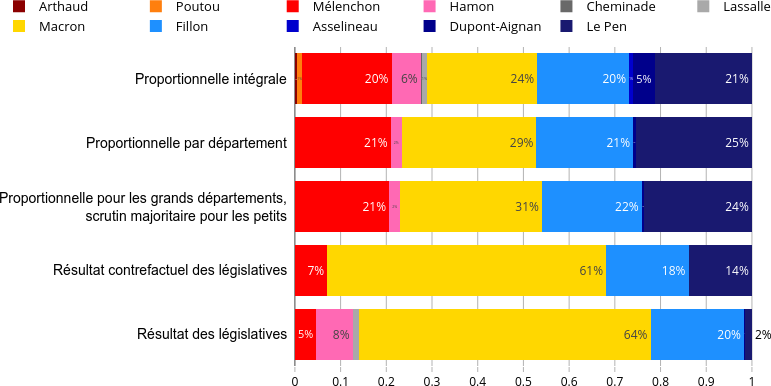 Arthaud Poutou Mélenchon Hamon Cheminade Lassalle
Macron Fillon Asselineau Dupont-Aignan Le Pen
Proportionnelle intégrale 20% 6% 24% 20% 5% 21%
Proportionnelle par département 21% 29% 21% 25%
Proportionnelle pour les grands départements,
scrutin majoritaire pour les petits 21% 31% 22% 24%
Résultat contrefactuel des législatives 7% 61% 18% 14%
Résultat des législatives 5% 8% 64% 20% 2%
0 0.1 0.2 0.3 0.4 0.5 0.6 0.7 0.8 0.9 1